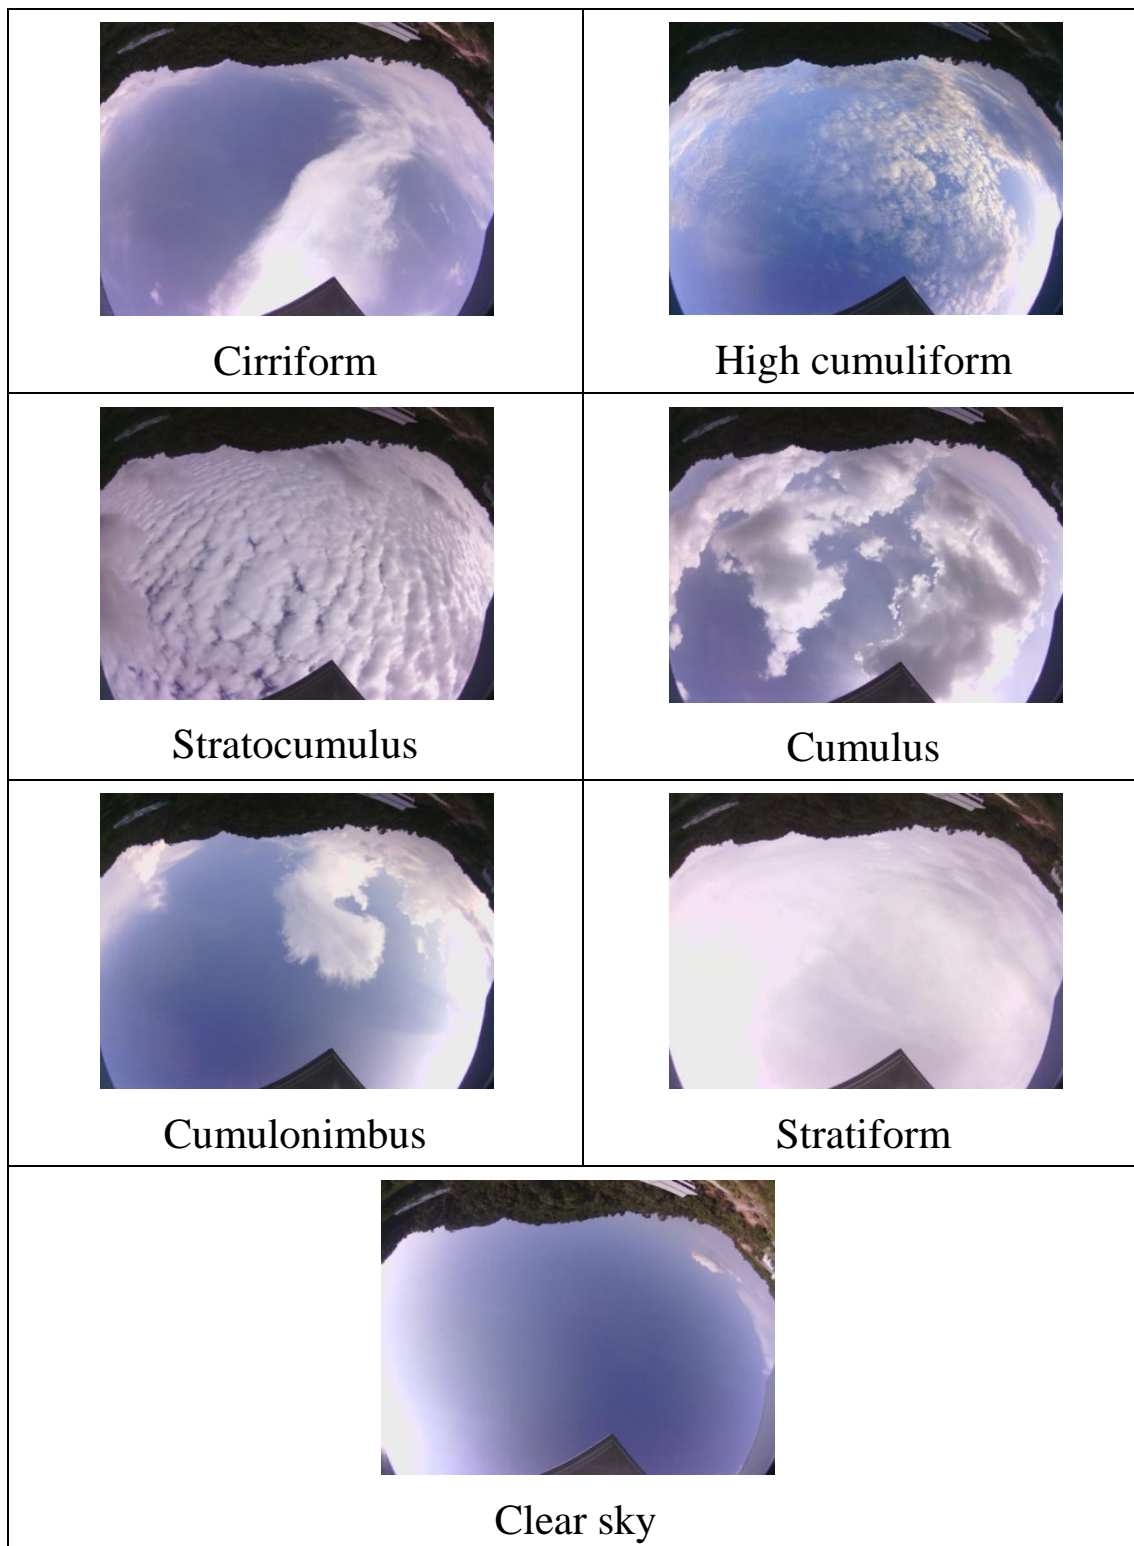 Cirriform
High cumuliform
Stratocumulus
Cumulus
Cumulonimbus
Stratiform
Clear sky